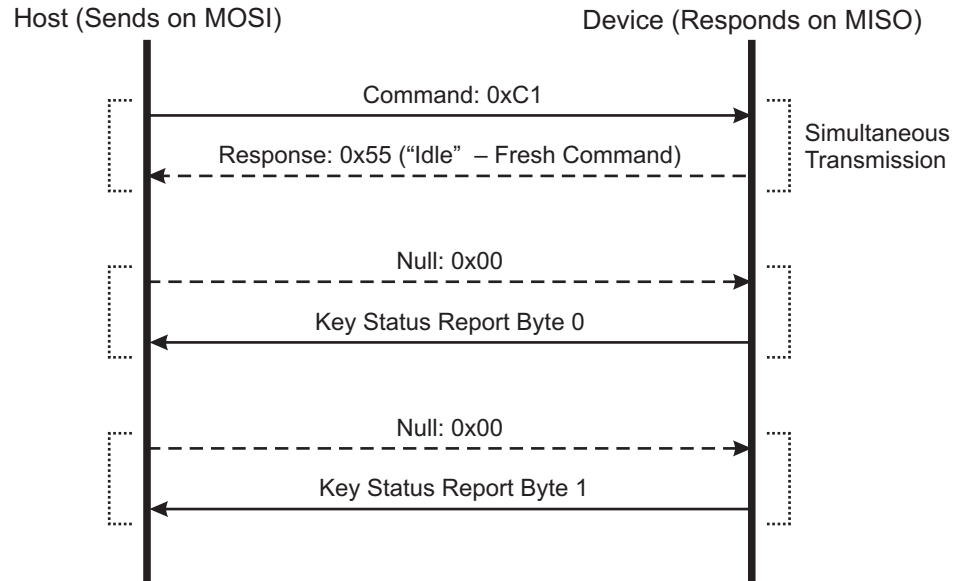 Host (Sends on MOSI)
Device (Responds on MISO)
Command: 0xC1
Response: 0x55 (“Idle” – Fresh Command)
Simultaneous
Transmission
Null: 0x00
Key Status Report Byte 0
Null: 0x00
Key Status Report Byte 1